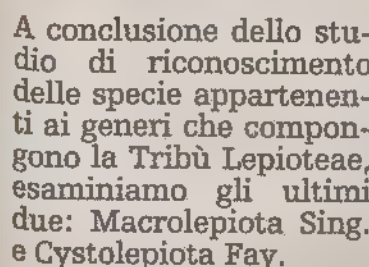 A conclusione dello stu-
dio di riconoscimento
delle specie appartenen-
ti ai generi che compon-
gono la Tribù Lepioteae,
esaminiamo gli ultimi
due: Macrolepiota Sing.
e Cystolepiota Fay.